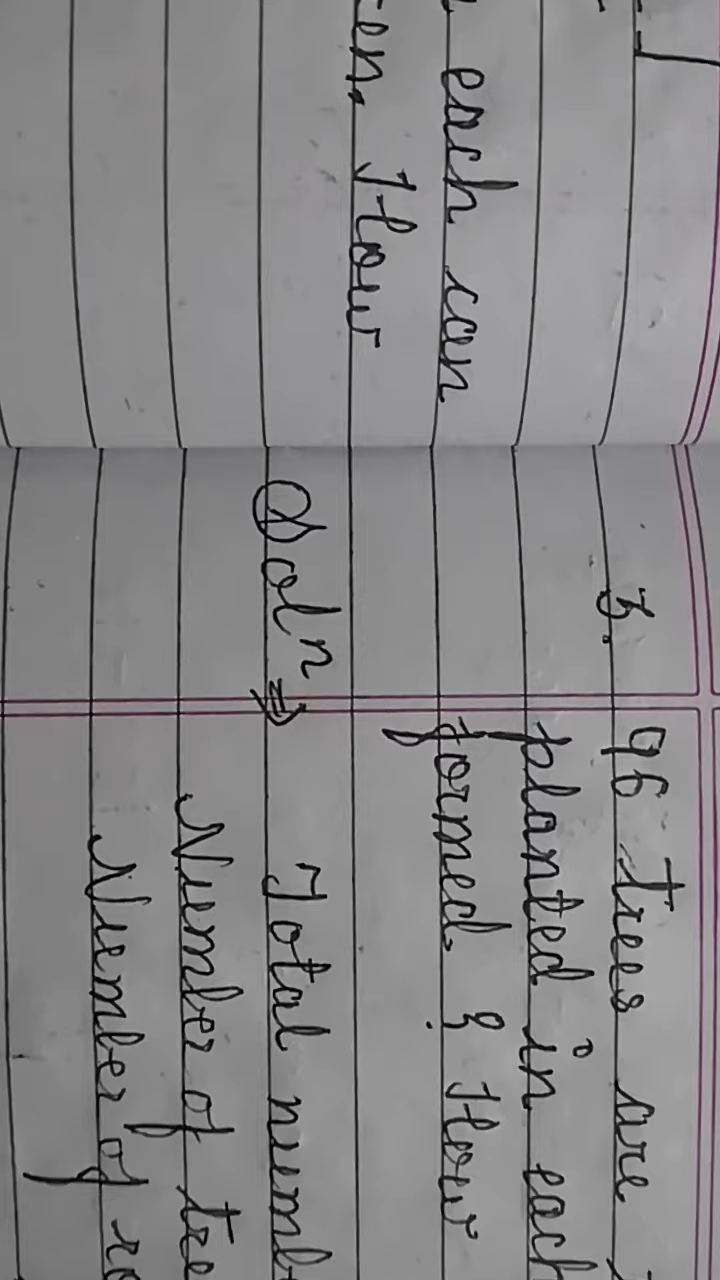 each can
How
3. 96 trees are
planted in each
formed ? How
Solⁿ ⇒ Total numb
Number of tre
Number of ro